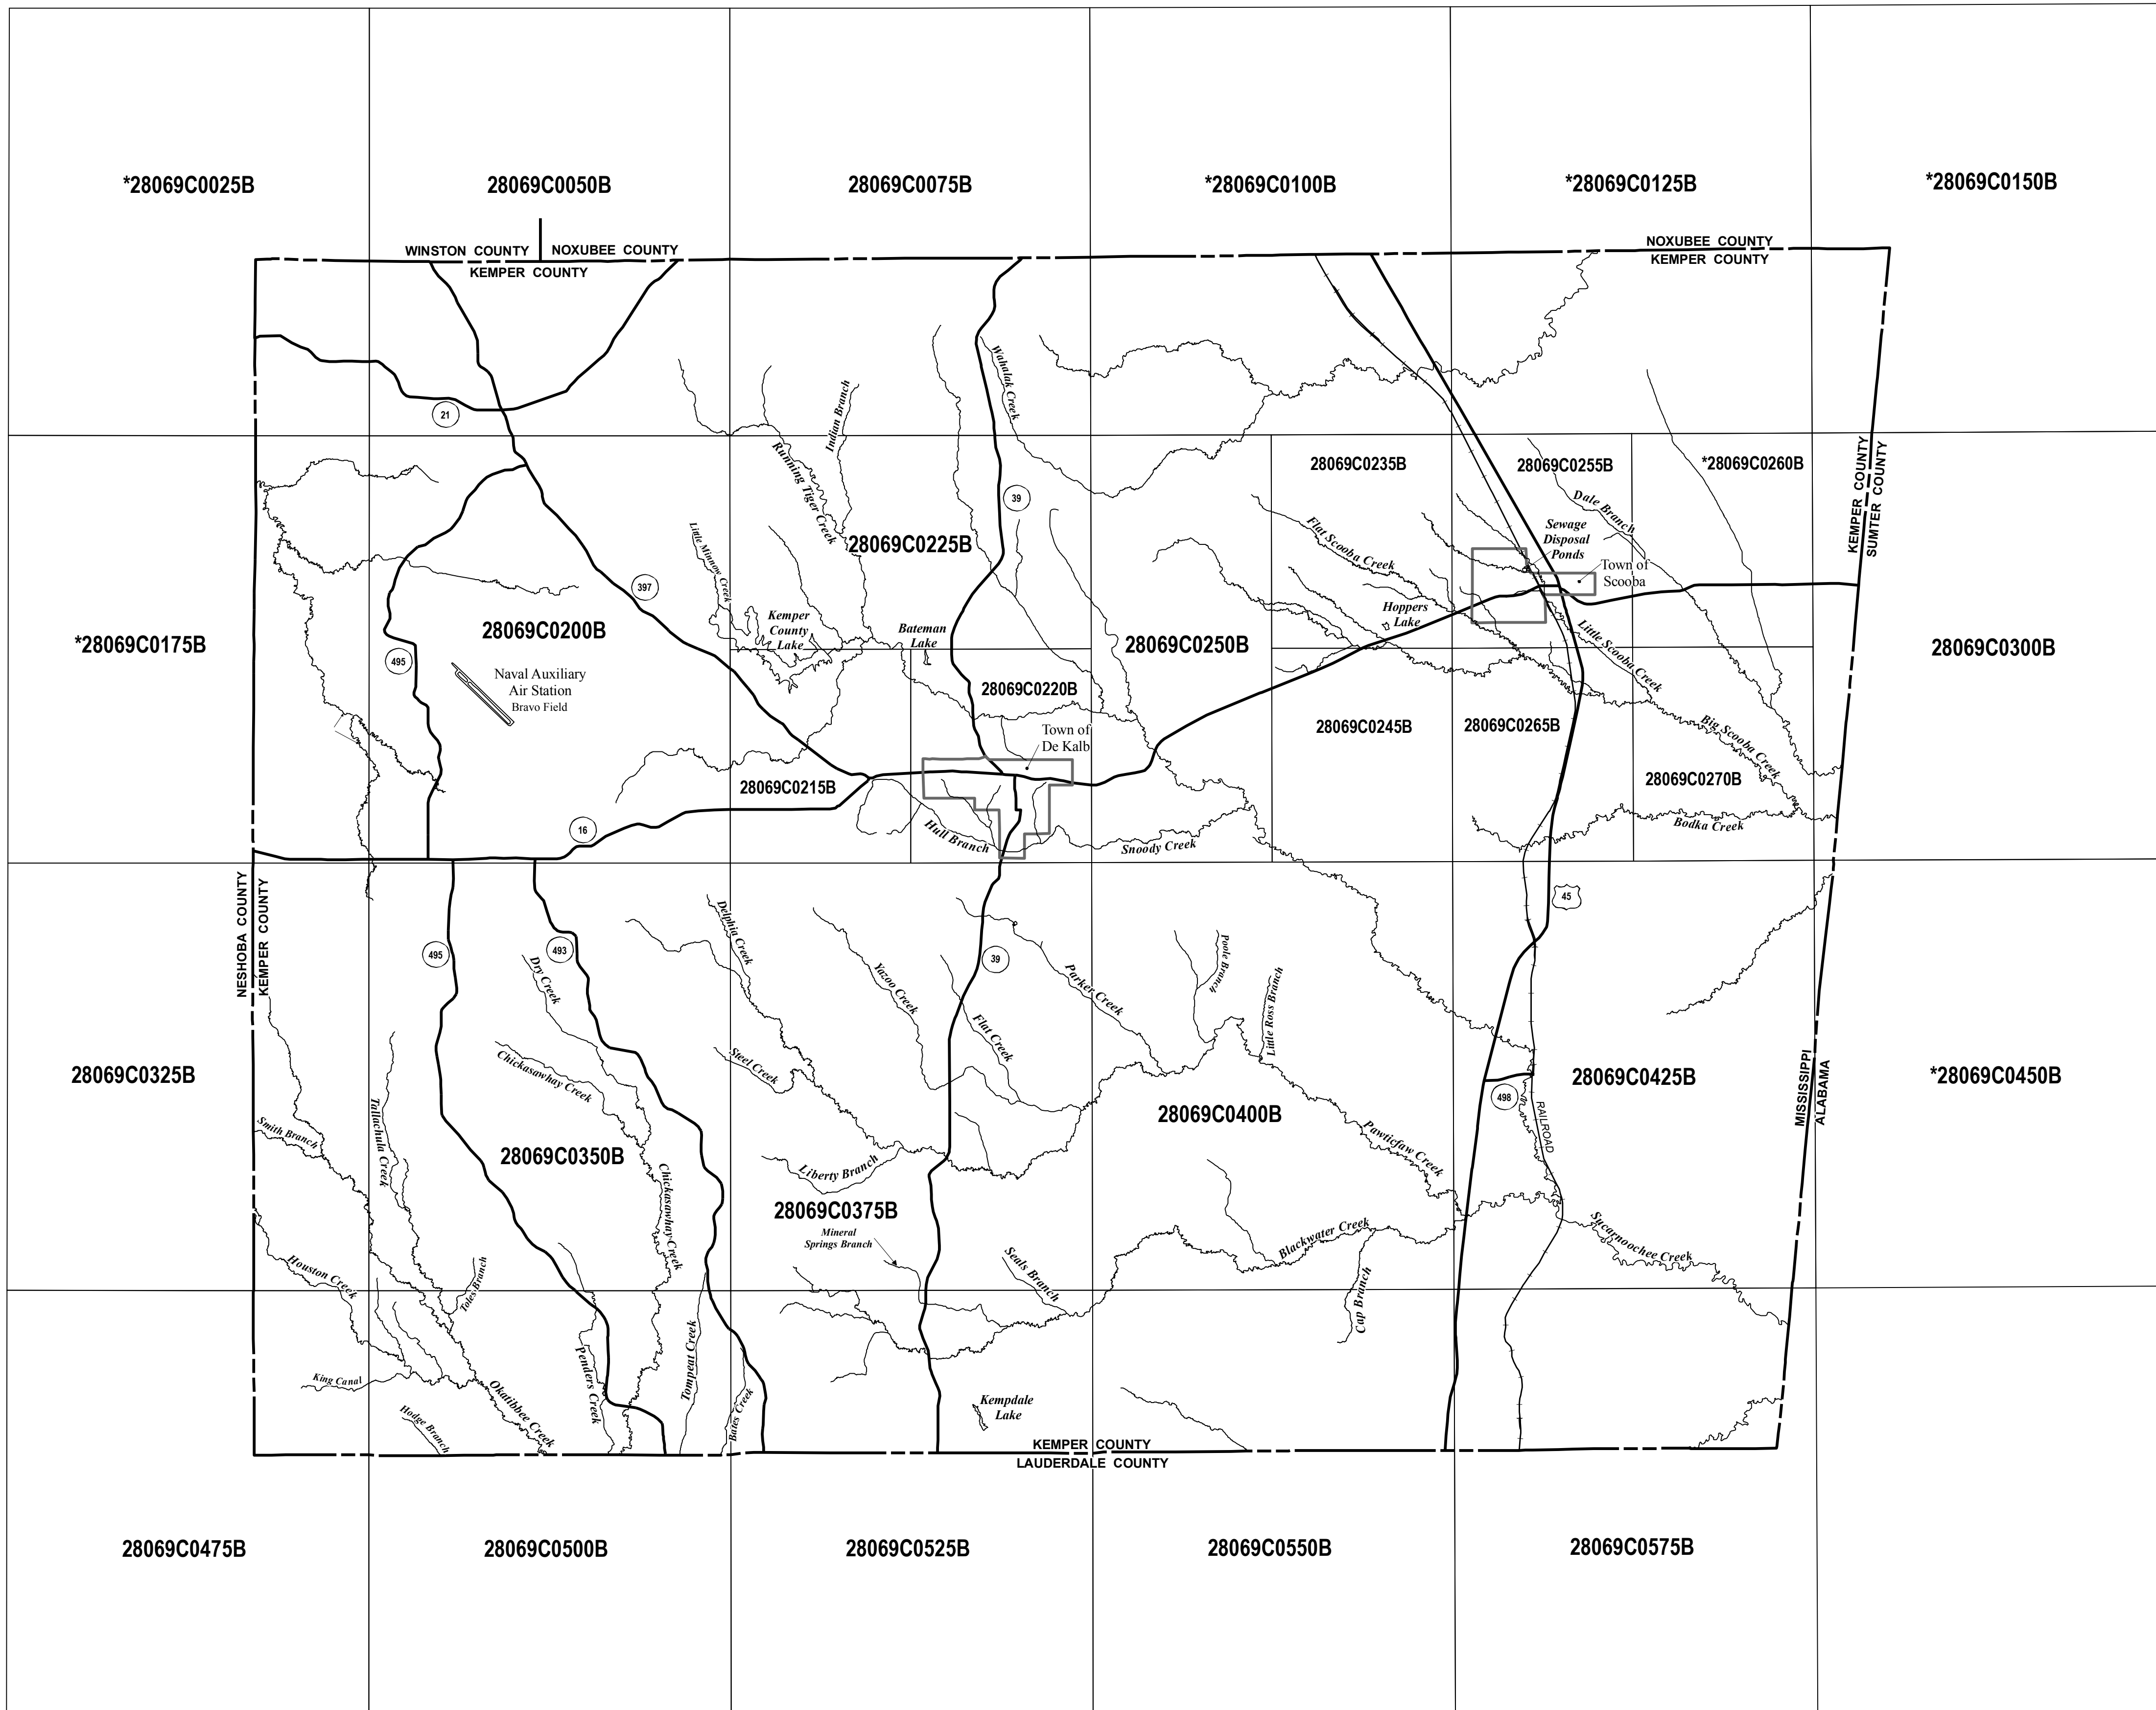 *28069C0025B
28069C0050B
28069C0075B
*28069C0100B
*28069C0125B
*28069C0150B
WINSTON COUNTY
NOXUBEE COUNTY
KEMPER COUNTY
NOXUBEE COUNTY
KEMPER COUNTY
21
Indian Branch
Running Tiger Creek
Wahalak Creek
39
28069C0235B
28069C0255B
*28069C0260B
KEMPER COUNTY
SUMTER COUNTY
Dale Branch
Sewage
Disposal
Ponds
Town of
Scooba
Flat Scooba Creek
Little Minnow Creek
28069C0225B
397
Kemper
County
Lake
Bateman
Lake
Hoppers
Lake
*28069C0175B
28069C0200B
28069C0250B
28069C0300B
495
Naval Auxiliary
Air Station
Bravo Field
Little Scooba Creek
28069C0220B
Town of
De Kalb
28069C0245B
28069C0265B
Big Scooba Creek
28069C0270B
28069C0215B
16
Hull Branch
Snoody Creek
Bodka Creek
NESHOBA COUNTY
KEMPER COUNTY
495
493
Dry Creek
Delphia Creek
Yazoo Creek
39
Flat Creek
Parker Creek
Poole Branch
Little Ross Branch
45
Steel Creek
Chickasawhay Creek
28069C0325B
28069C0425B
*28069C0450B
498
RAILROAD
MISSISSIPPI
ALABAMA
28069C0400B
Smith Branch
Tallachula Creek
28069C0350B
Chickasawhay Creek
Liberty Branch
Pawticfaw Creek
28069C0375B
Mineral
Springs Branch
Seals Branch
Blackwater Creek
Sucarnoochee Creek
Houston Creek
Toles Branch
Cap Branch
King Canal
Hodge Branch
Okatibbee Creek
Penders Creek
Tompeat Creek
Bates Creek
Kempdale
Lake
KEMPER COUNTY
LAUDERDALE COUNTY
28069C0475B
28069C0500B
28069C0525B
28069C0550B
28069C0575B